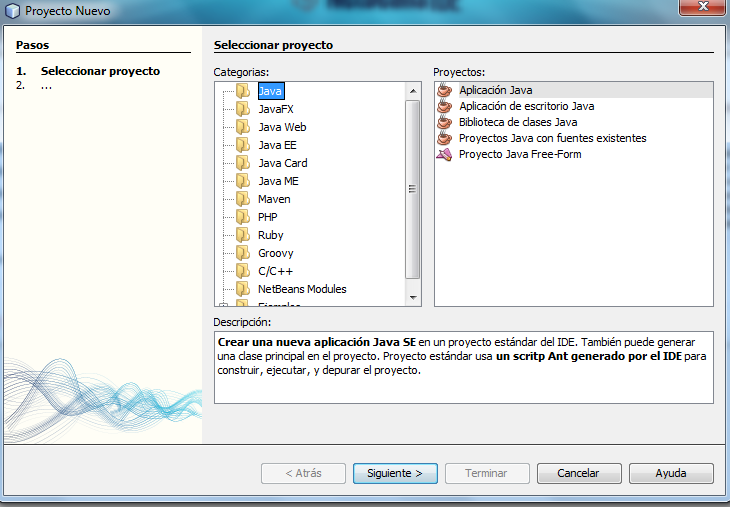 Proyecto Nuevo
Pasos
1. Seleccionar proyecto
2. ...
Seleccionar proyecto
Categorias:
Java
JavaFX
Java Web
Java EE
Java Card
Java ME
Maven
PHP
Ruby
Groovy
C/C++
NetBeans Modules
Proyectos:
Aplicación Java
Aplicación de escritorio Java
Biblioteca de clases Java
Proyectos Java con fuentes existentes
Proyecto Java Free-Form
Descripción:
Crear una nueva aplicación Java SE en un proyecto estándar del IDE. También puede generar
una clase principal en el proyecto. Proyecto estándar usa un scritp Ant generado por el IDE para
construir, ejecutar, y depurar el proyecto.
< Atrás
Siguiente >
Terminar
Cancelar
Ayuda